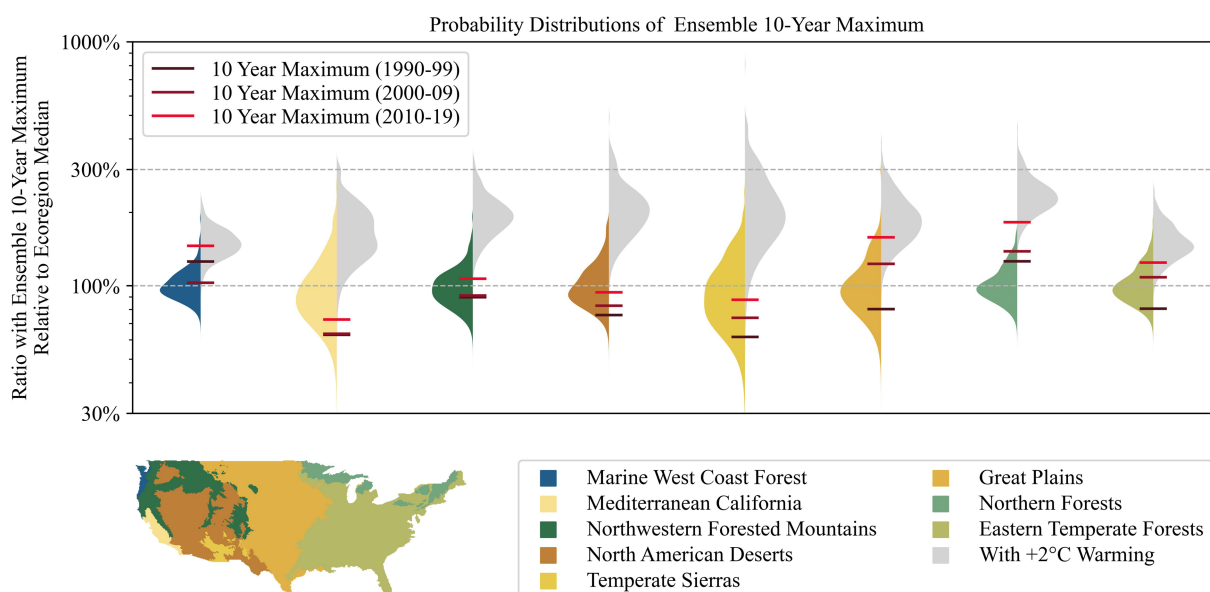 Probability Distributions of Ensemble 10-Year Maximum
Ratio with Ensemble 10-Year Maximum
Relative to Ecoregion Median
1000%
300%
100%
30%
10 Year Maximum (1990-99)
10 Year Maximum (2000-09)
10 Year Maximum (2010-19)
Marine West Coast Forest
Mediterranean California
Northwestern Forested Mountains
North American Deserts
Temperate Sierras
Great Plains
Northern Forests
Eastern Temperate Forests
With +2°C Warming